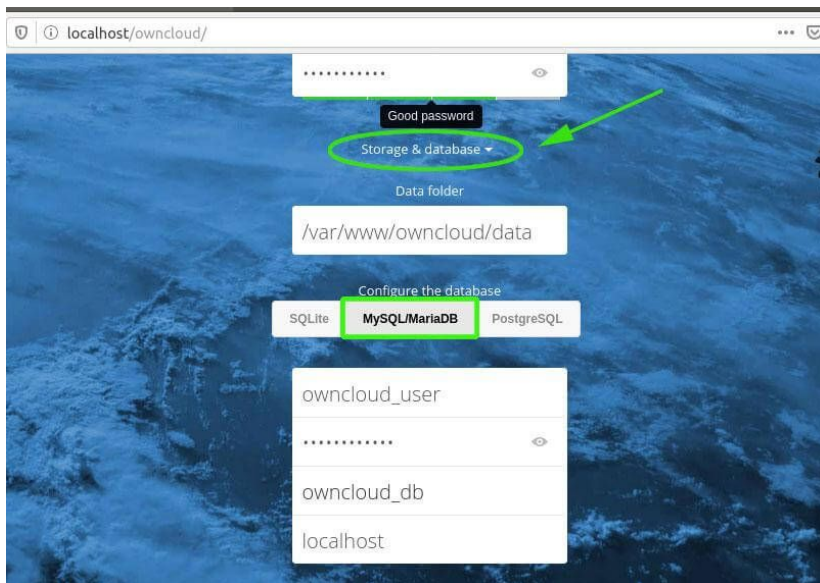 localhost/owncloud/
•••••••••••
Good password
Storage & database
Data folder
/var/www/owncloud/data
Configure the database
SQLite MySQL/MariaDB PostgreSQL
owncloud_user
••••••••••••
owncloud_db
localhost